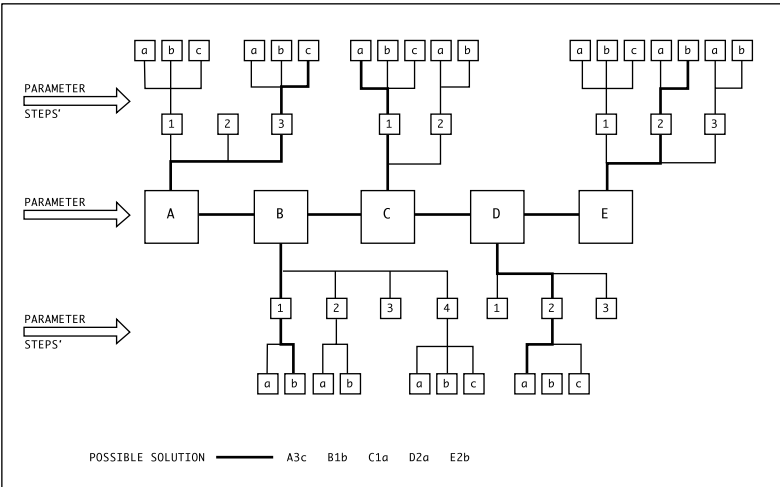 a b c a b c a b c a b a b c a b a b
PARAMETER
STEPS'
1 2 3 1 2 1 2 3
PARAMETER
A B C D E
1 2 3 4 1 2 3
PARAMETER
STEPS'
a b a b a b c a b c
POSSIBLE SOLUTION A3c B1b C1a D2a E2b